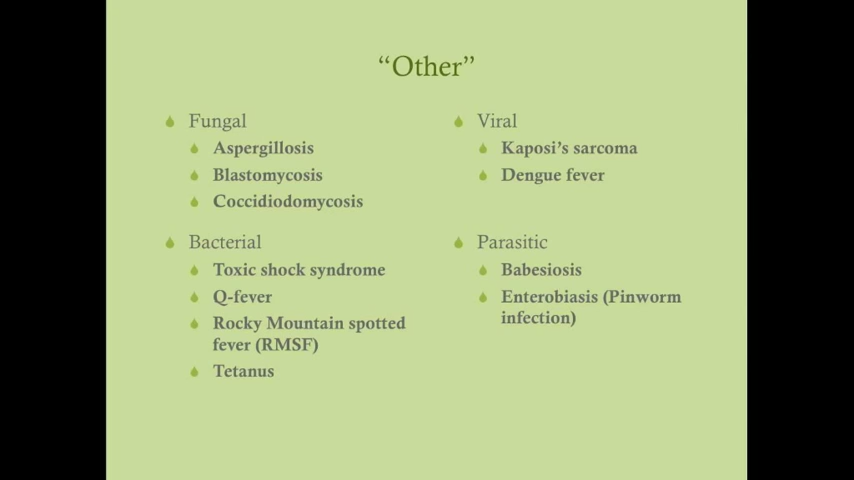 “Other”
Fungal
Aspergillosis
Blastomycosis
Coccidiodomycosis
Bacterial
Toxic shock syndrome
Q-fever
Rocky Mountain spotted
fever (RMSF)
Tetanus
Viral
Kaposi’s sarcoma
Dengue fever
Parasitic
Babesiosis
Enterobiasis (Pinworm
infection)